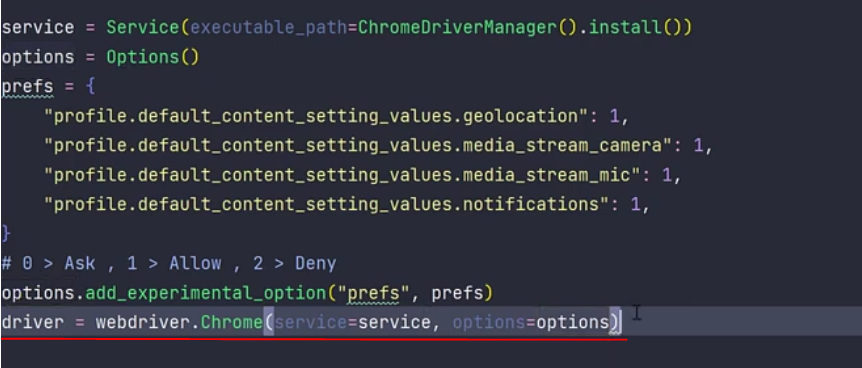 service = Service(executable_path=ChromeDriverManager().install())
options = Options()
prefs = {
    "profile.default_content_setting_values.geolocation": 1,
    "profile.default_content_setting_values.media_stream_camera": 1,
    "profile.default_content_setting_values.media_stream_mic": 1,
    "profile.default_content_setting_values.notifications": 1,
}
# 0 > Ask , 1 > Allow , 2 > Deny
options.add_experimental_option("prefs", prefs)
driver = webdriver.Chrome(service=service, options=options)